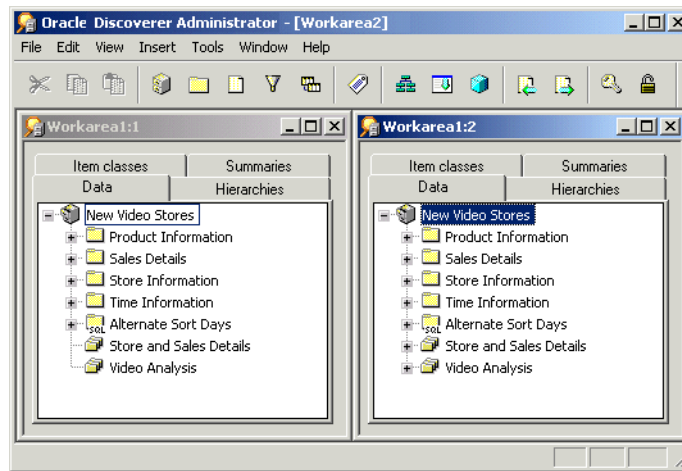 Oracle Discoverer Administrator - [Workarea2]
File Edit View Insert Tools Window Help
Workarea1:1
Item classes Summaries
Data Hierarchies
New Video Stores
Product Information
Sales Details
Store Information
Time Information
SQL Alternate Sort Days
Store and Sales Details
Video Analysis
Workarea1:2
Item classes Summaries
Data Hierarchies
New Video Stores
Product Information
Sales Details
Store Information
Time Information
SQL Alternate Sort Days
Store and Sales Details
Video Analysis